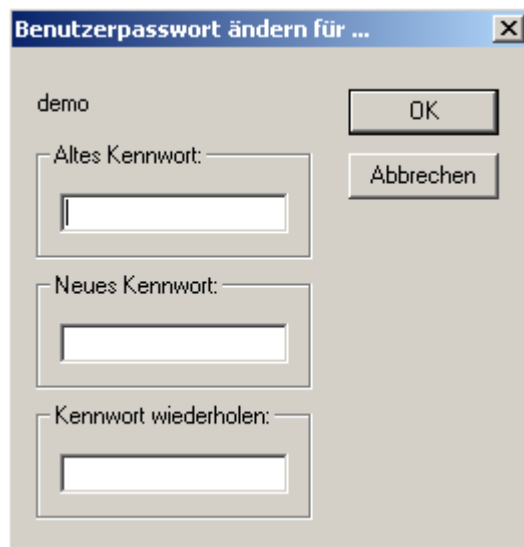 Benutzerpasswort ändern für ...
demo
OK
Altes Kennwort:
Abbrechen
Neues Kennwort:
Kennwort wiederholen: